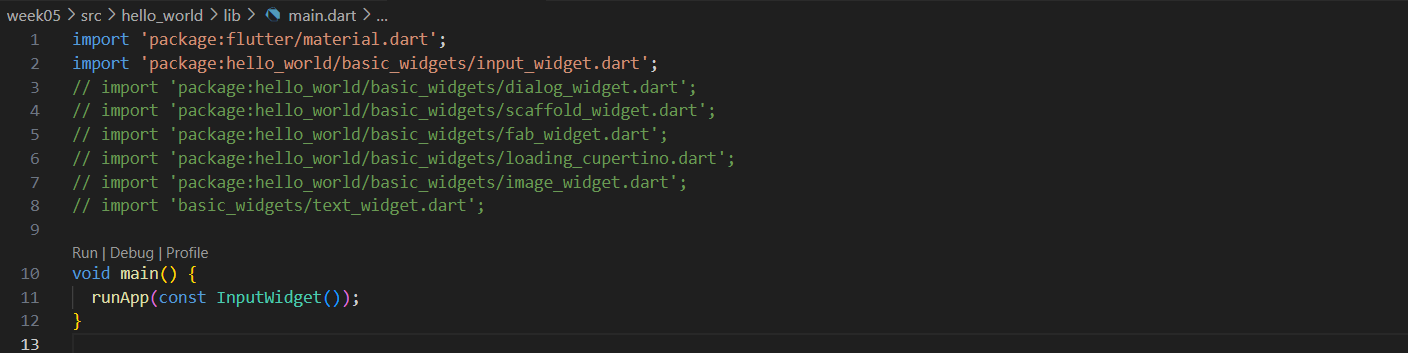 week05 > src > hello_world > lib > main.dart > ...
1 import 'package:flutter/material.dart';
2 import 'package:hello_world/basic_widgets/input_widget.dart';
3 // import 'package:hello_world/basic_widgets/dialog_widget.dart';
4 // import 'package:hello_world/basic_widgets/scaffold_widget.dart';
5 // import 'package:hello_world/basic_widgets/fab_widget.dart';
6 // import 'package:hello_world/basic_widgets/loading_cupertino.dart';
7 // import 'package:hello_world/basic_widgets/image_widget.dart';
8 // import 'basic_widgets/text_widget.dart';
9
Run | Debug | Profile
10 void main() {
11   runApp(const InputWidget());
12 }
13